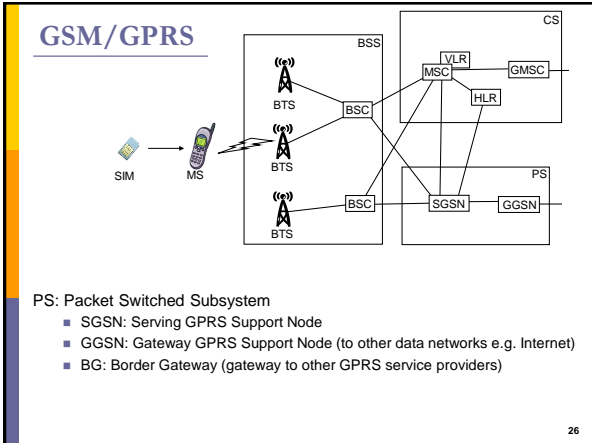 GSM/GPRS
BSS
CS
VLR
MSC
GMSC
HLR
BTS
BSC
SIM
MS
BTS
BTS
BSC
PS
SGSN
GGSN
PS: Packet Switched Subsystem
SGSN: Serving GPRS Support Node
GGSN: Gateway GPRS Support Node (to other data networks e.g. Internet)
BG: Border Gateway (gateway to other GPRS service providers)
26